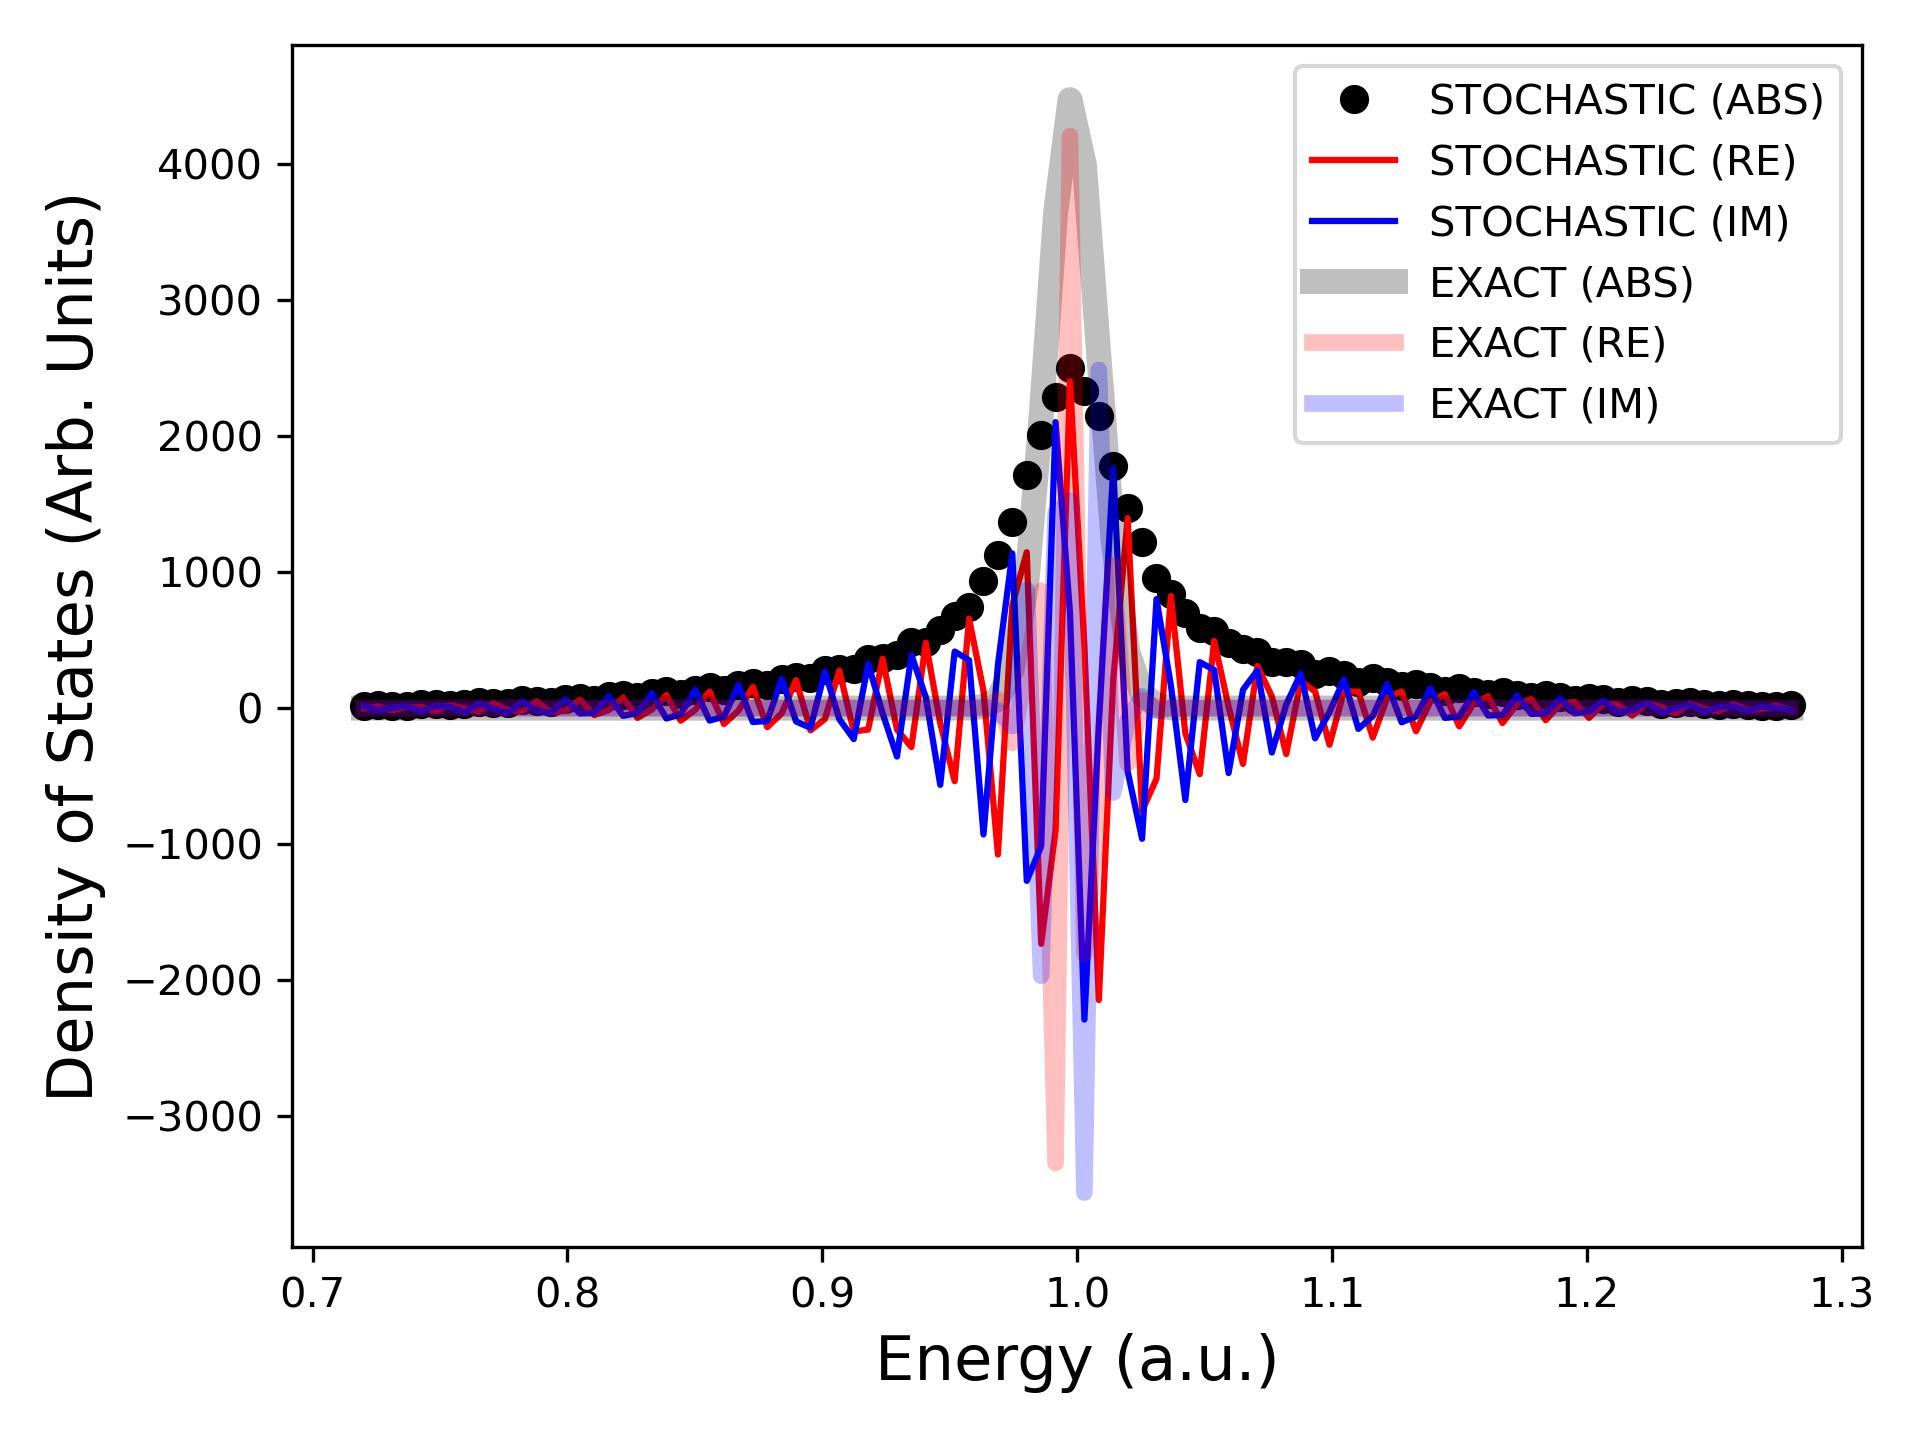 Density of States (Arb. Units)
4000
3000
2000
1000
0
−1000
−2000
−3000
STOCHASTIC (ABS)
STOCHASTIC (RE)
STOCHASTIC (IM)
EXACT (ABS)
EXACT (RE)
EXACT (IM)
0.7 0.8 0.9 1.0 1.1 1.2 1.3
Energy (a.u.)